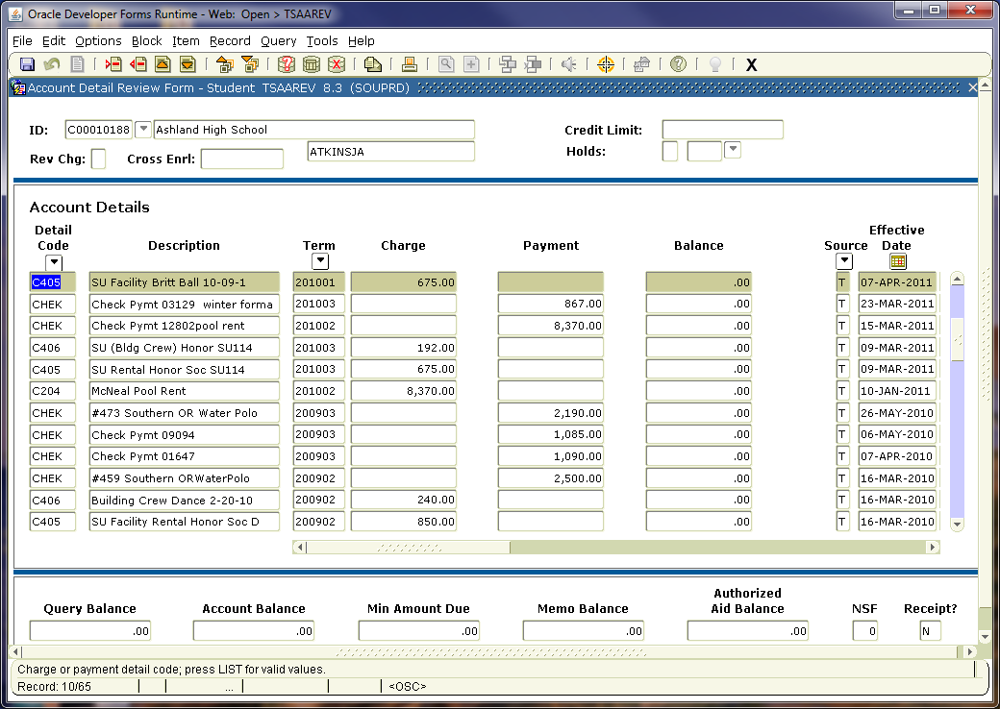 Oracle Developer Forms Runtime - Web:  Open > TSAAREV
File Edit Options Block Item Record Query Tools Help
Account Detail Review Form - Student  TSAAREV  8.3  (SOUPRD)
ID: C00010188 Ashland High School Credit Limit:
Rev Chg: Cross Enrl: ATKINSJA Holds:
Account Details
Detail Code Description Term Charge Payment Balance Source Effective Date
C405 SU Facility Britt Ball 10-09-1 201001 675.00 .00 T 07-APR-2011
CHEK Check Pymt 03129  winter forma 201003 867.00 .00 T 23-MAR-2011
CHEK Check Pymt 12802pool rent 201002 8,370.00 .00 T 15-MAR-2011
C406 SU (Bldg Crew) Honor SU114 201003 192.00 .00 T 09-MAR-2011
C405 SU Rental Honor Soc SU114 201003 675.00 .00 T 09-MAR-2011
C204 McNeal Pool Rent 201002 8,370.00 .00 T 10-JAN-2011
CHEK #473 Southern OR Water Polo 200903 2,190.00 .00 T 26-MAY-2010
CHEK Check Pymt 09094 200903 1,085.00 .00 T 06-MAY-2010
CHEK Check Pymt 01647 200903 1,090.00 .00 T 07-APR-2010
CHEK #459 Southern ORWaterPolo 200902 2,500.00 .00 T 16-MAR-2010
C406 Building Crew Dance 2-20-10 200902 240.00 .00 T 16-MAR-2010
C405 SU Facility Rental Honor Soc D 200902 850.00 .00 T 16-MAR-2010
Query Balance Account Balance Min Amount Due Memo Balance Authorized Aid Balance NSF Receipt?
.00 .00 .00 .00 .00 0 N
Charge or payment detail code; press LIST for valid values.
Record: 10/65 ... <OSC>